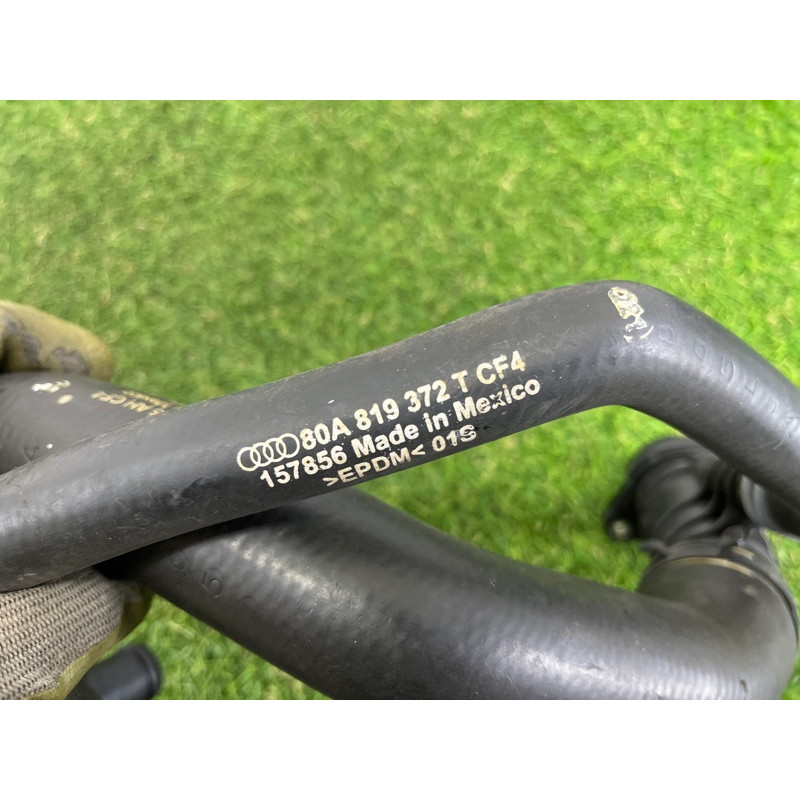 80A 819 372 T CF4
157856 Made in Mexico
>EPDM< 01S